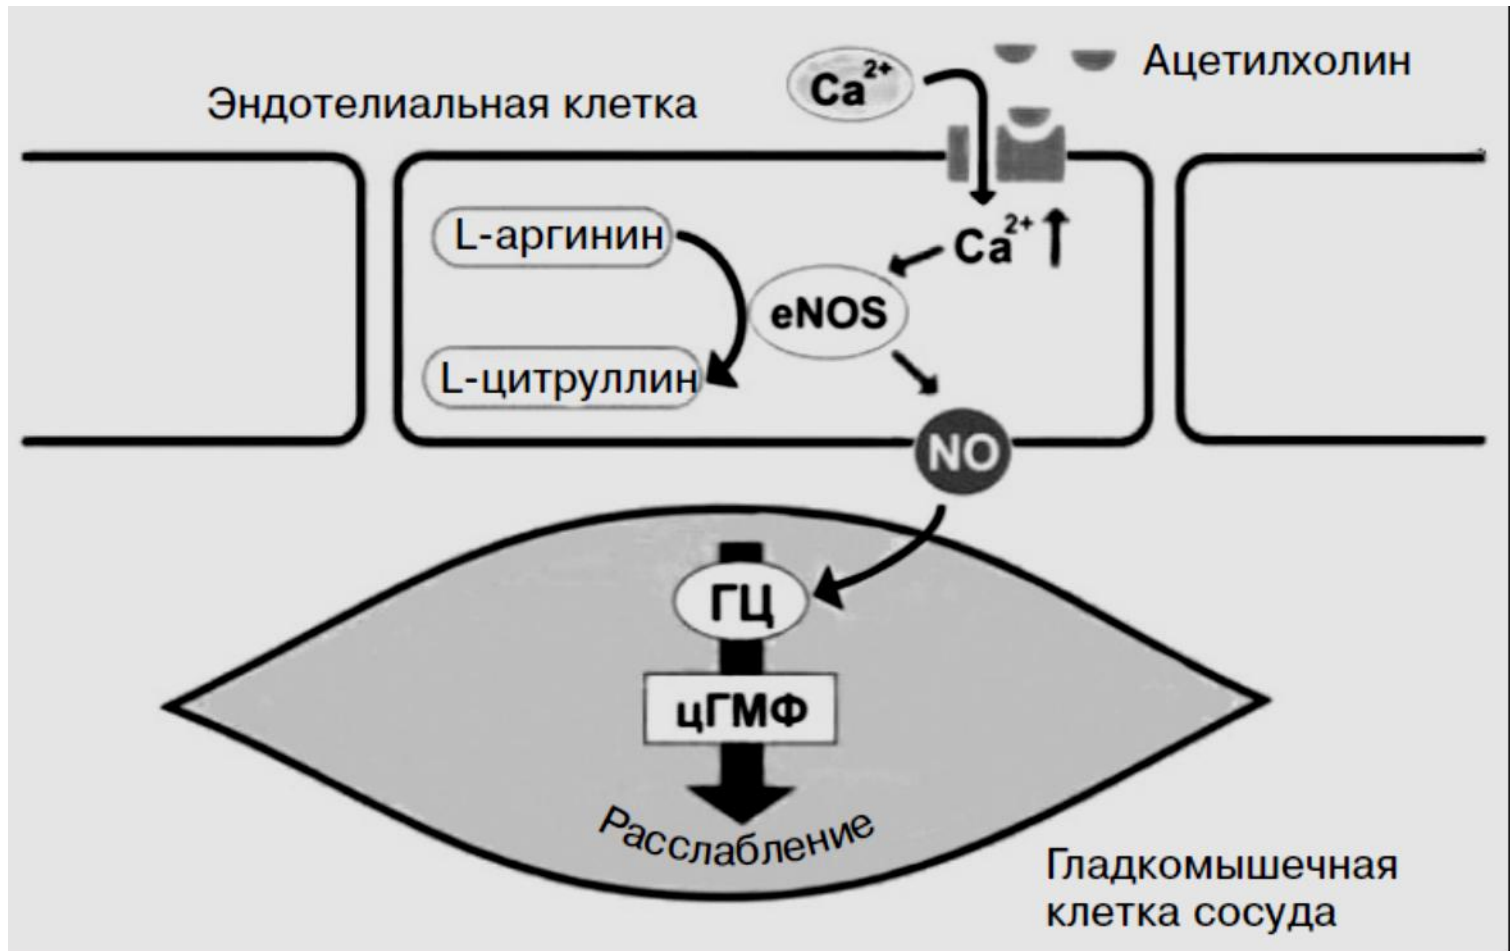 Ацетилхолин
Ca2+
Эндотелиальная клетка
L-аргинин
Ca2+
eNOS
L-цитруллин
NO
ГЦ
цГМФ
Расслабление
Гладкомышечная
клетка сосуда